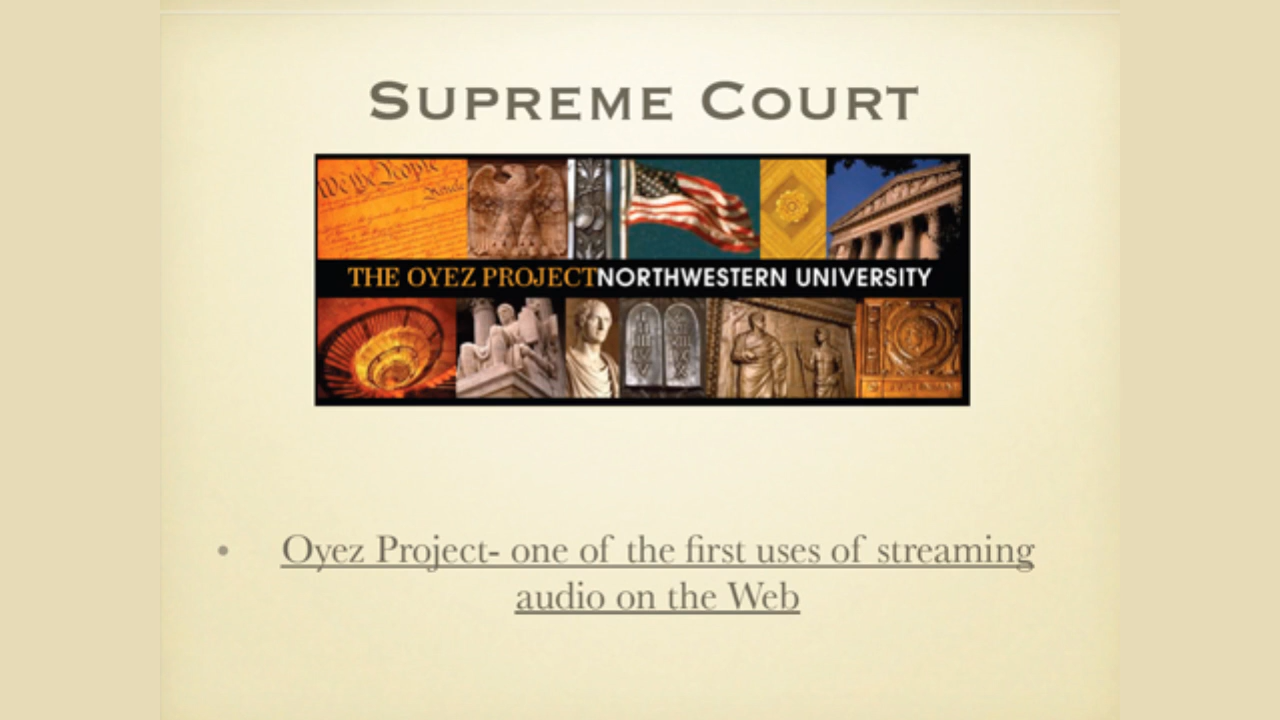 SUPREME COURT
We the People
THE OYEZ PROJECT NORTHWESTERN UNIVERSITY
• Oyez Project- one of the first uses of streaming
audio on the Web